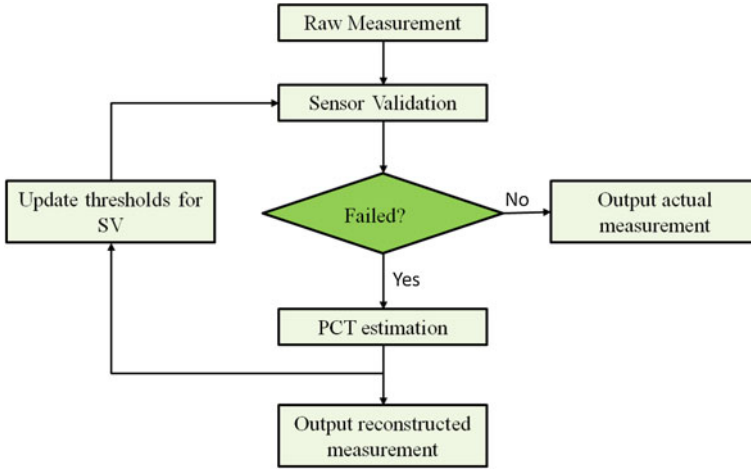 Raw Measurement
Sensor Validation
Update thresholds for
SV
Failed?
No
Output actual
measurement
Yes
PCT estimation
Output reconstructed
measurement